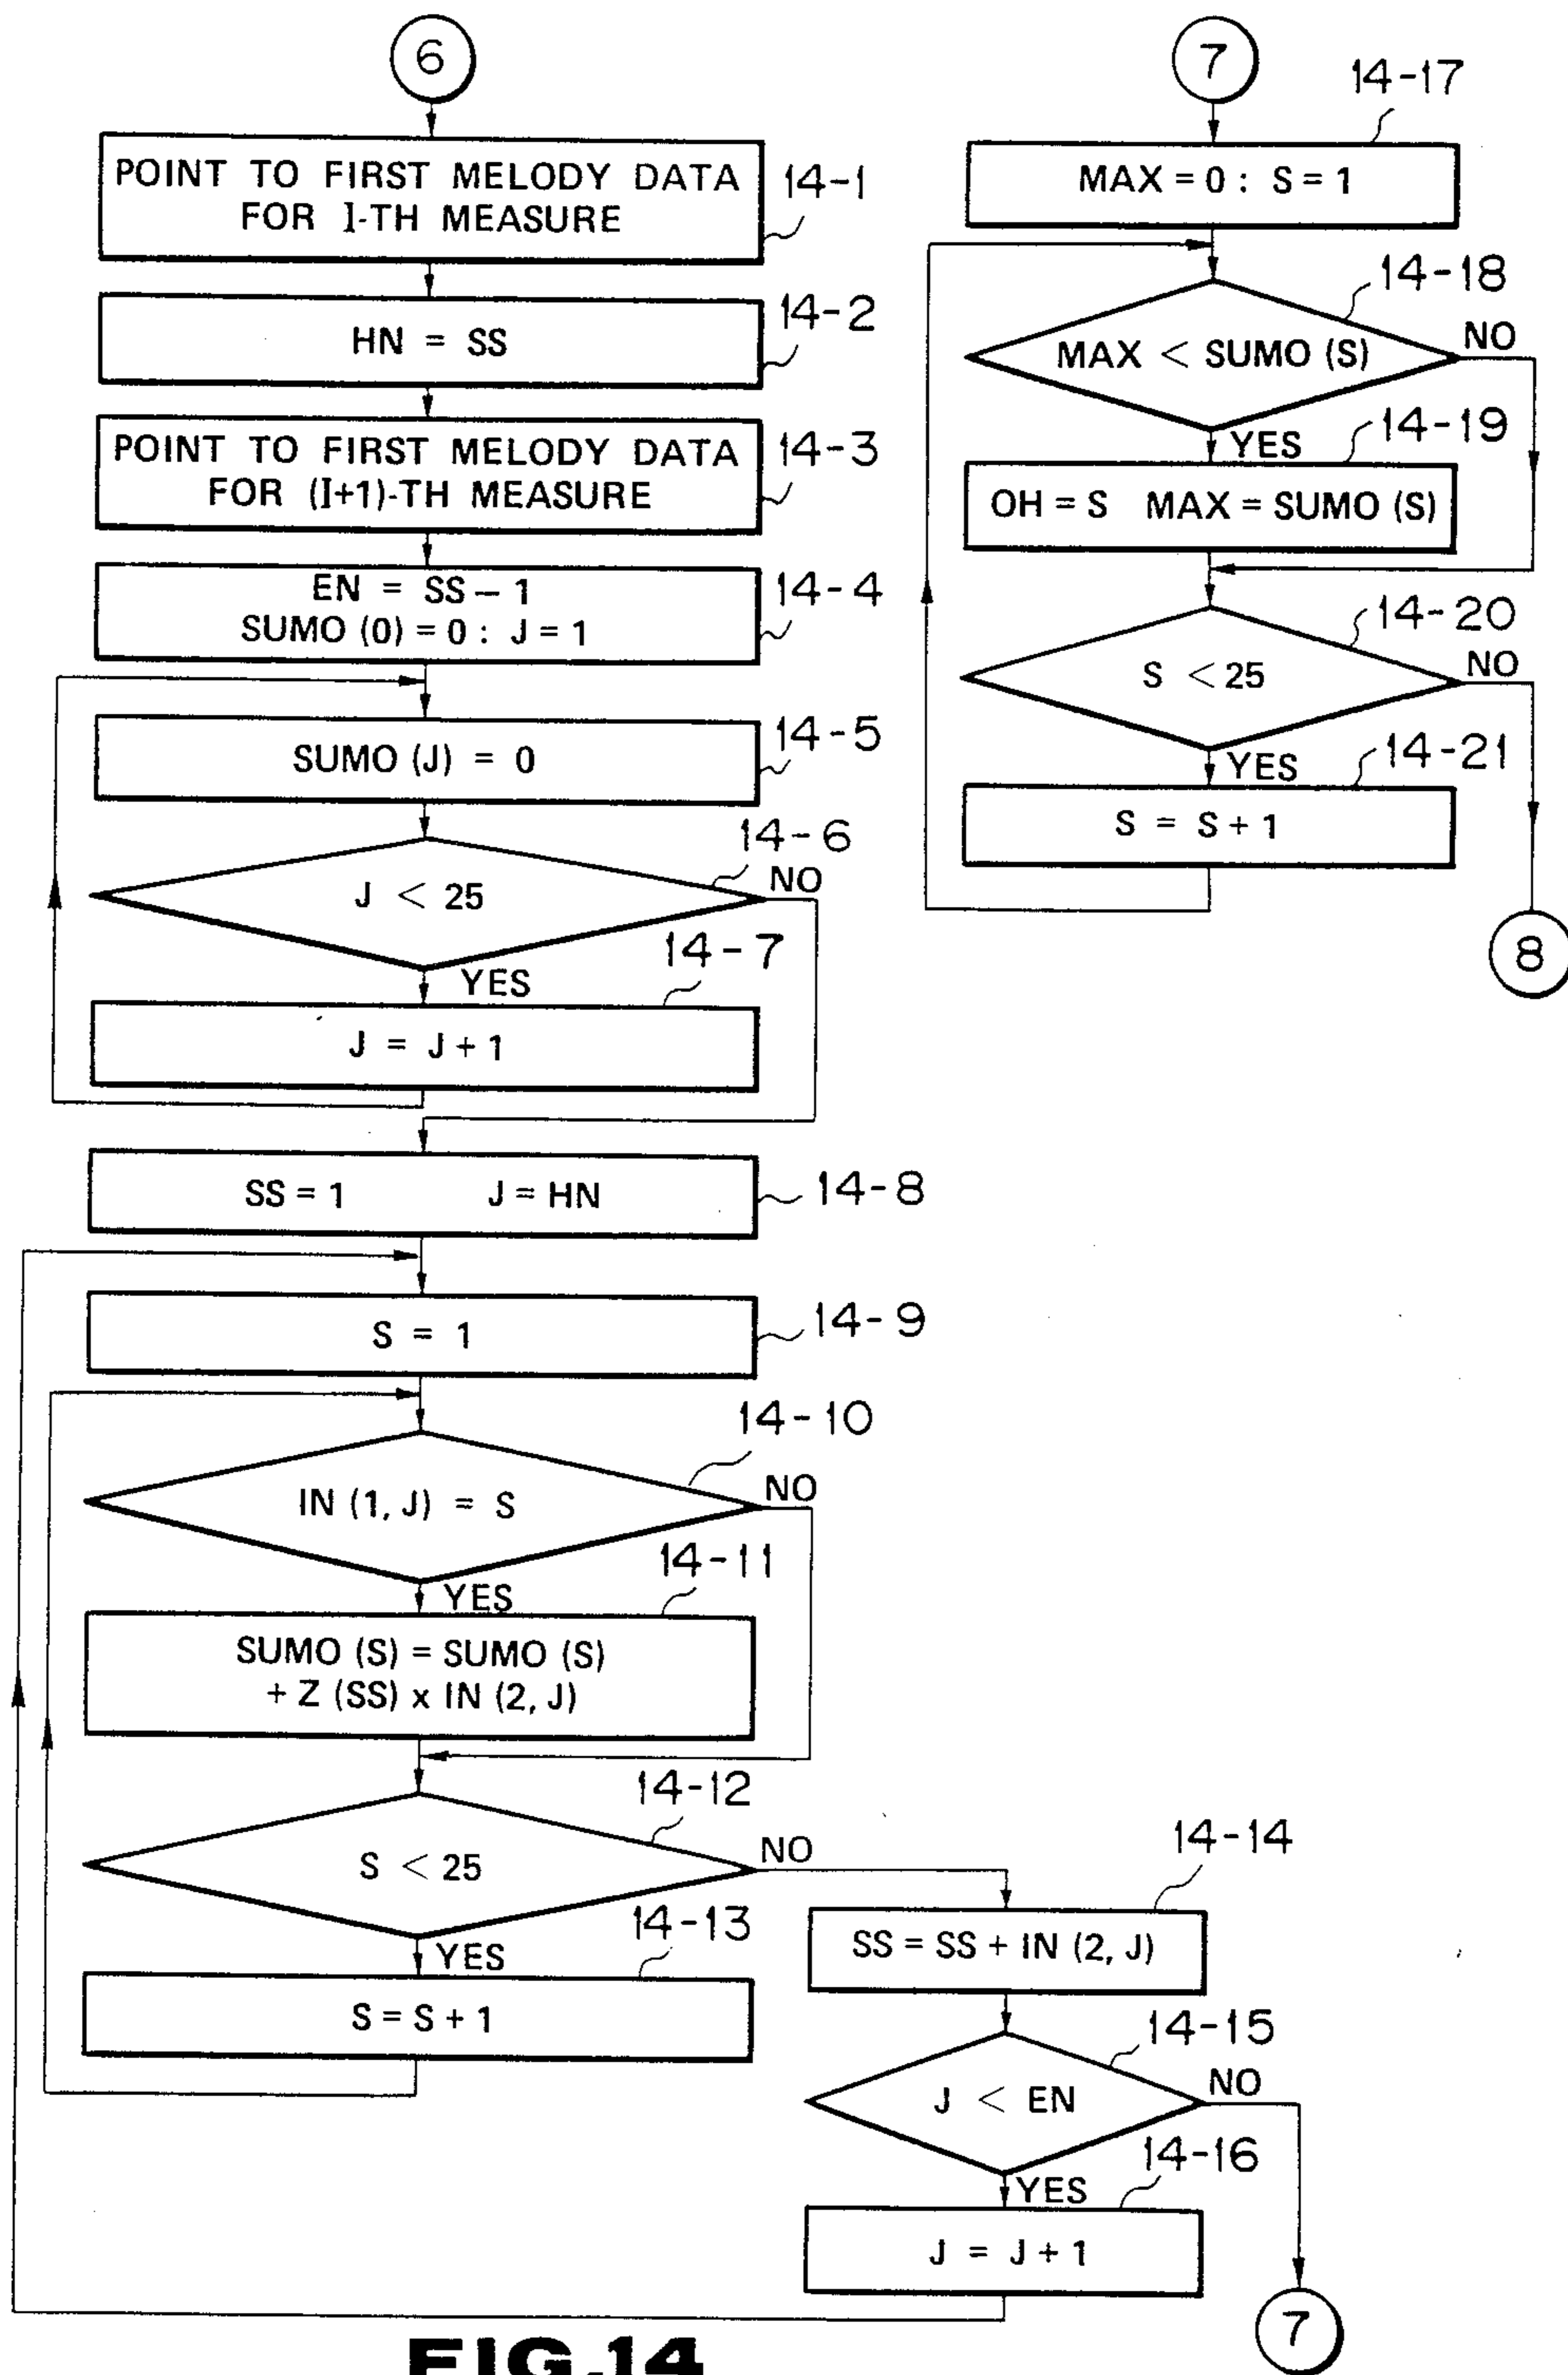 6
POINT TO FIRST MELODY DATA
FOR I-TH MEASURE
14-1
HN = SS
14-2
POINT TO FIRST MELODY DATA
FOR (I+1)-TH MEASURE
14-3
EN = SS - 1
SUMO (0) = 0 : J = 1
14-4
SUMO (J) = 0
14-5
14-6
J < 25
NO
YES
14-7
J = J + 1
SS = 1 J = HN
14-8
S = 1
14-9
14-10
IN (1, J) = S
NO
YES
14-11
SUMO (S) = SUMO (S)
+ Z (SS) x IN (2, J)
14-12
S < 25
NO
YES
14-13
S = S + 1
14-14
SS = SS + IN (2, J)
14-15
J < EN
NO
YES
14-16
J = J + 1
7
7
14-17
MAX = 0 : S = 1
14-18
MAX < SUMO (S)
NO
YES
14-19
OH = S MAX = SUMO (S)
14-20
S < 25
NO
YES
14-21
S = S + 1
8
FIG.14